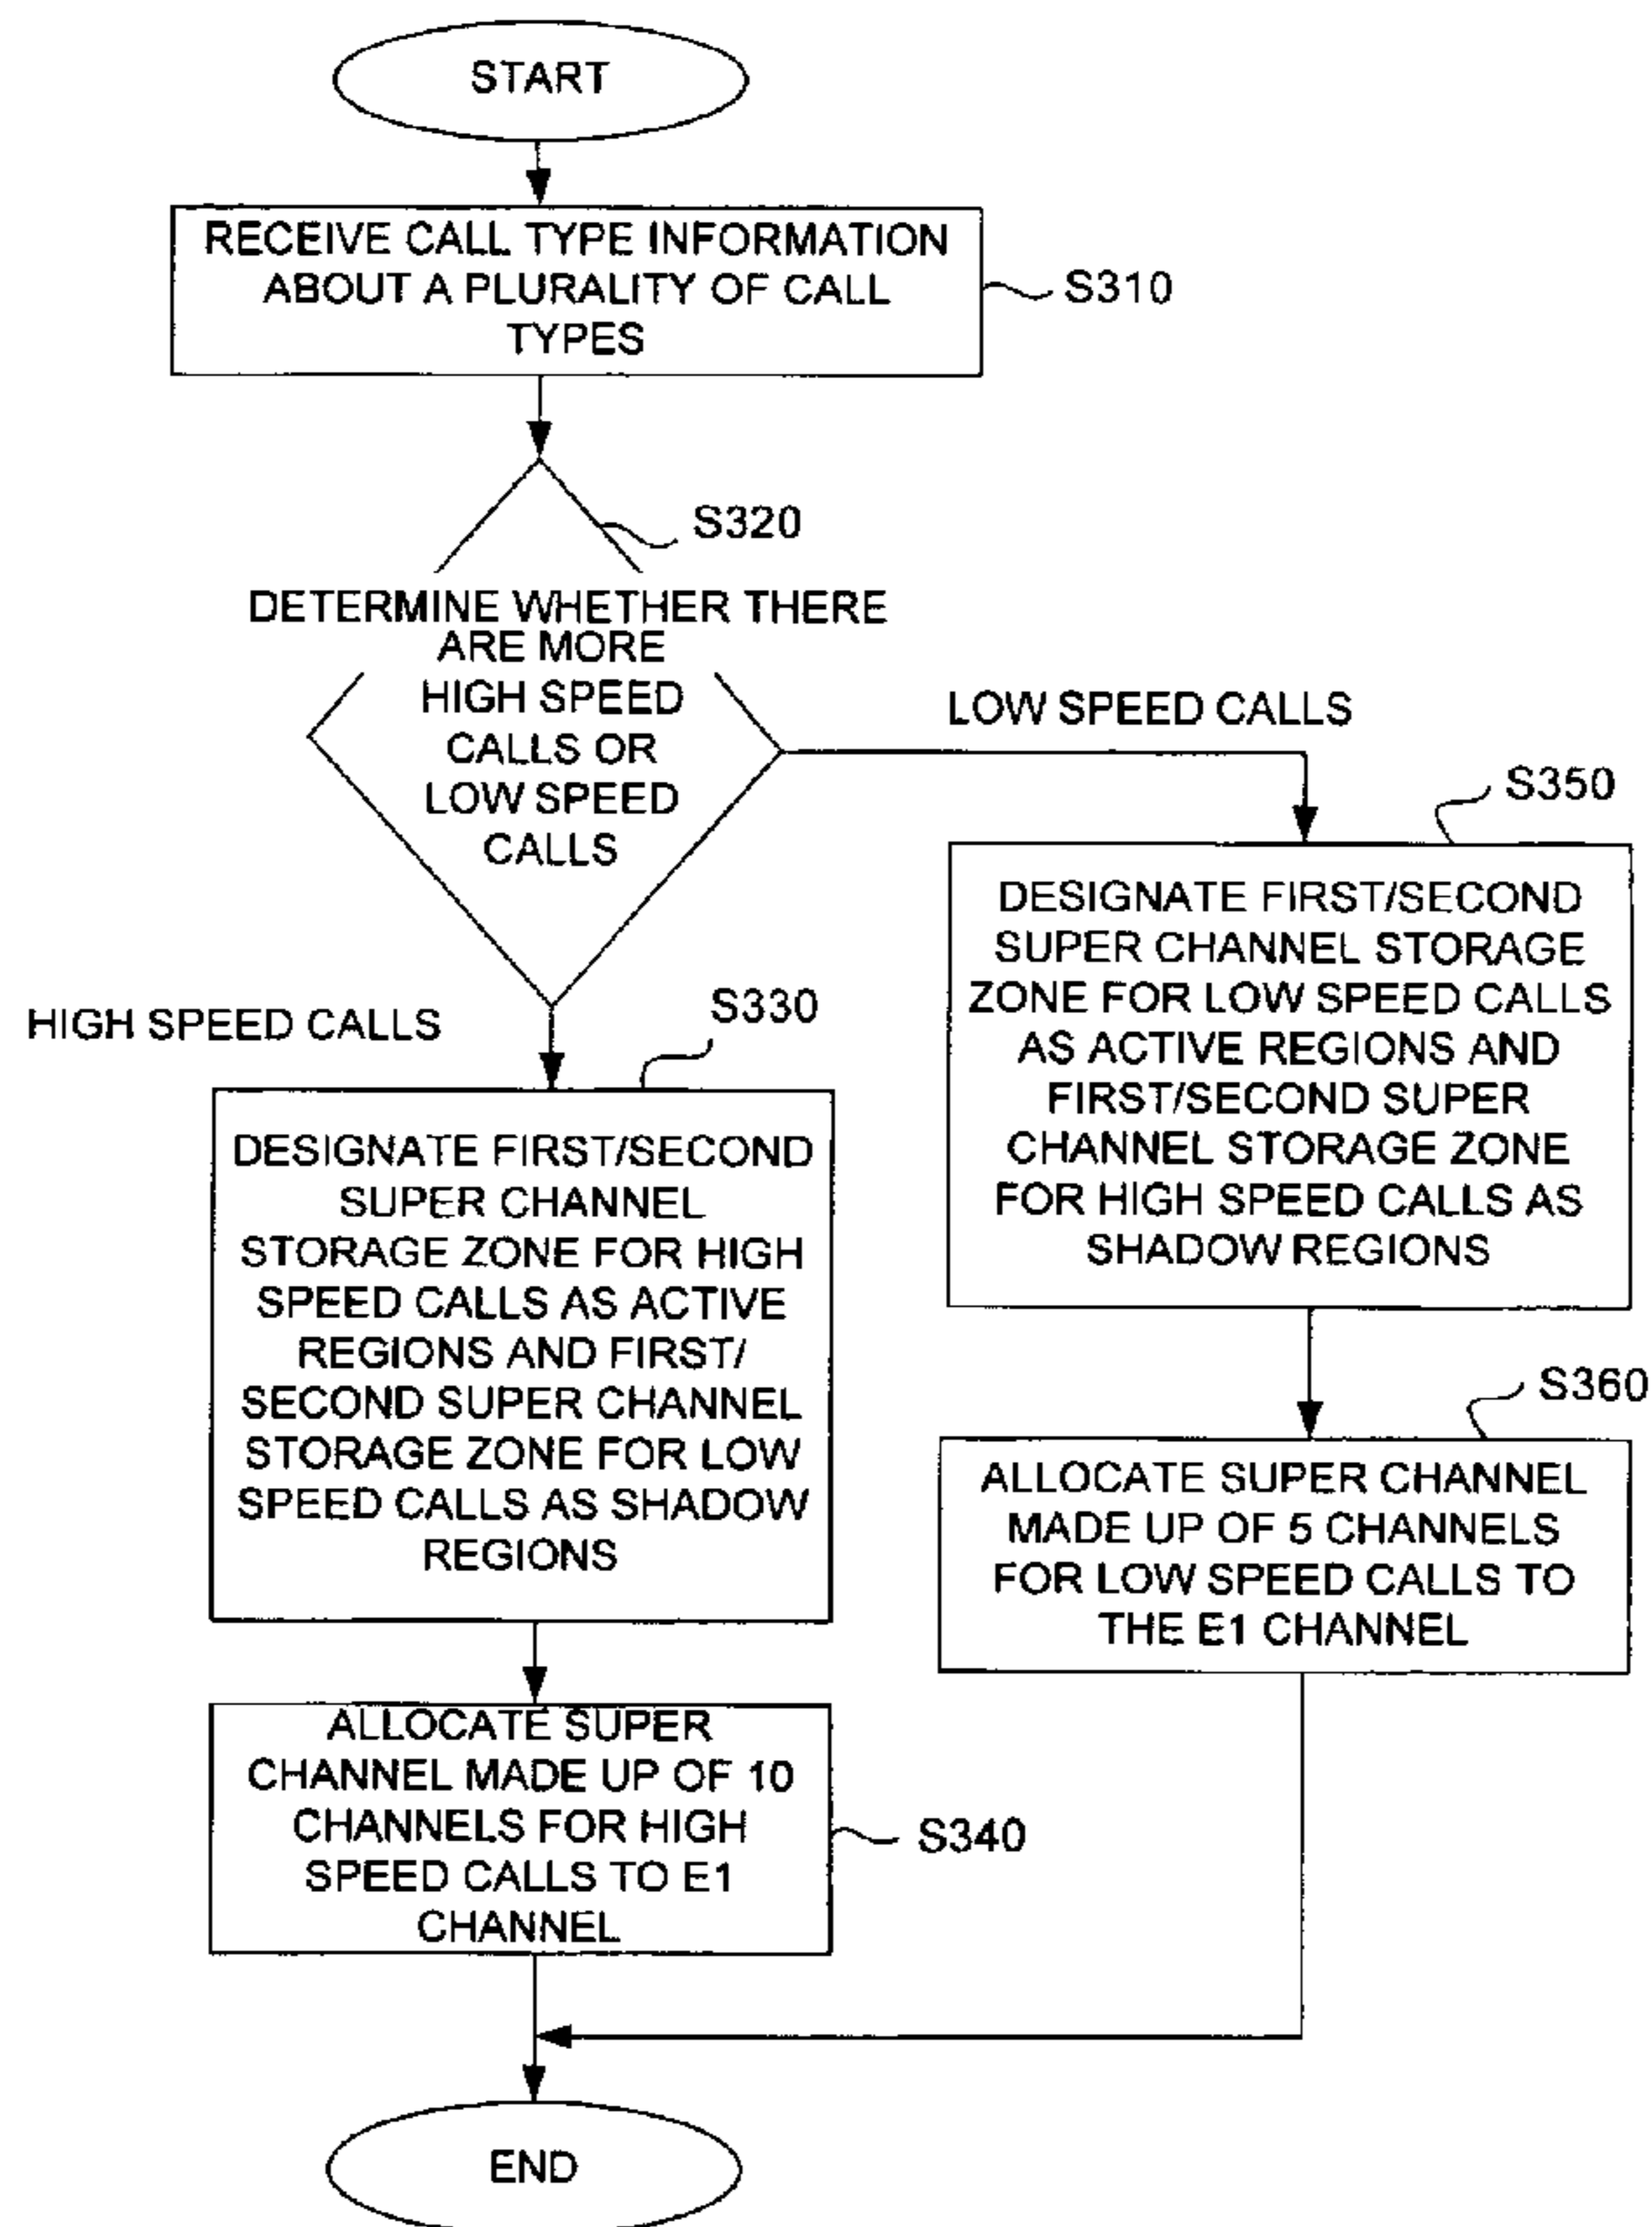 START
RECEIVE CALL TYPE INFORMATION
ABOUT A PLURALITY OF CALL
TYPES
S310
S320
DETERMINE WHETHER THERE
ARE MORE
HIGH SPEED
CALLS OR
LOW SPEED
CALLS
LOW SPEED CALLS
S350
DESIGNATE FIRST/SECOND
SUPER CHANNEL STORAGE
ZONE FOR LOW SPEED CALLS
AS ACTIVE REGIONS AND
FIRST/SECOND SUPER
CHANNEL STORAGE ZONE
FOR HIGH SPEED CALLS AS
SHADOW REGIONS
HIGH SPEED CALLS
S330
DESIGNATE FIRST/SECOND
SUPER CHANNEL
STORAGE ZONE FOR HIGH
SPEED CALLS AS ACTIVE
REGIONS AND FIRST/
SECOND SUPER CHANNEL
STORAGE ZONE FOR LOW
SPEED CALLS AS SHADOW
REGIONS
S360
ALLOCATE SUPER CHANNEL
MADE UP OF 5 CHANNELS
FOR LOW SPEED CALLS TO
THE E1 CHANNEL
ALLOCATE SUPER
CHANNEL MADE UP OF 10
CHANNELS FOR HIGH
SPEED CALLS TO E1
CHANNEL
S340
END